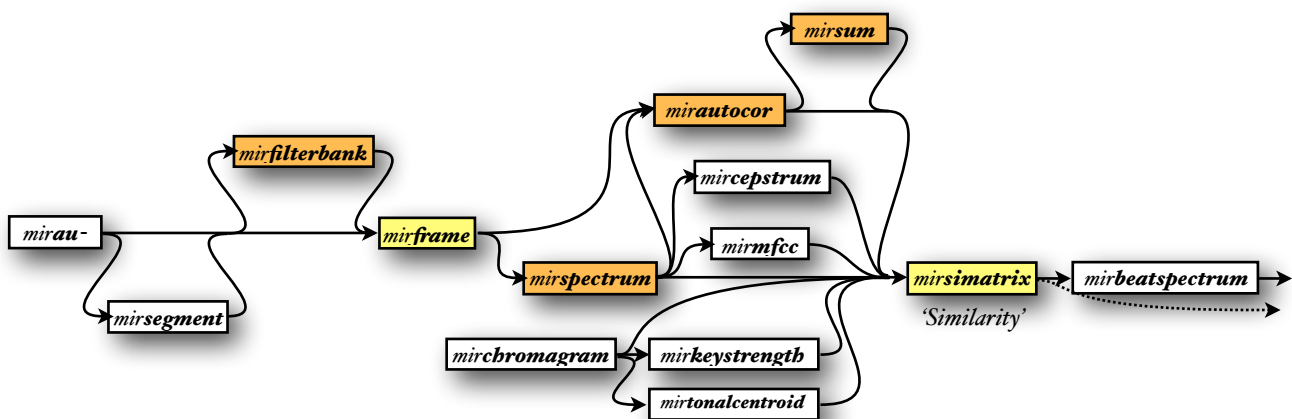 mirsum
mirautocor
mirfilterbank
mircepstrum
mirau-
mirframe
mirmfcc
mirspectrum
mirsimatrix
mirbeatspectrum
mirsegment
'Similarity'
mirchromagram
mirkeystrength
mirtonalcentroid